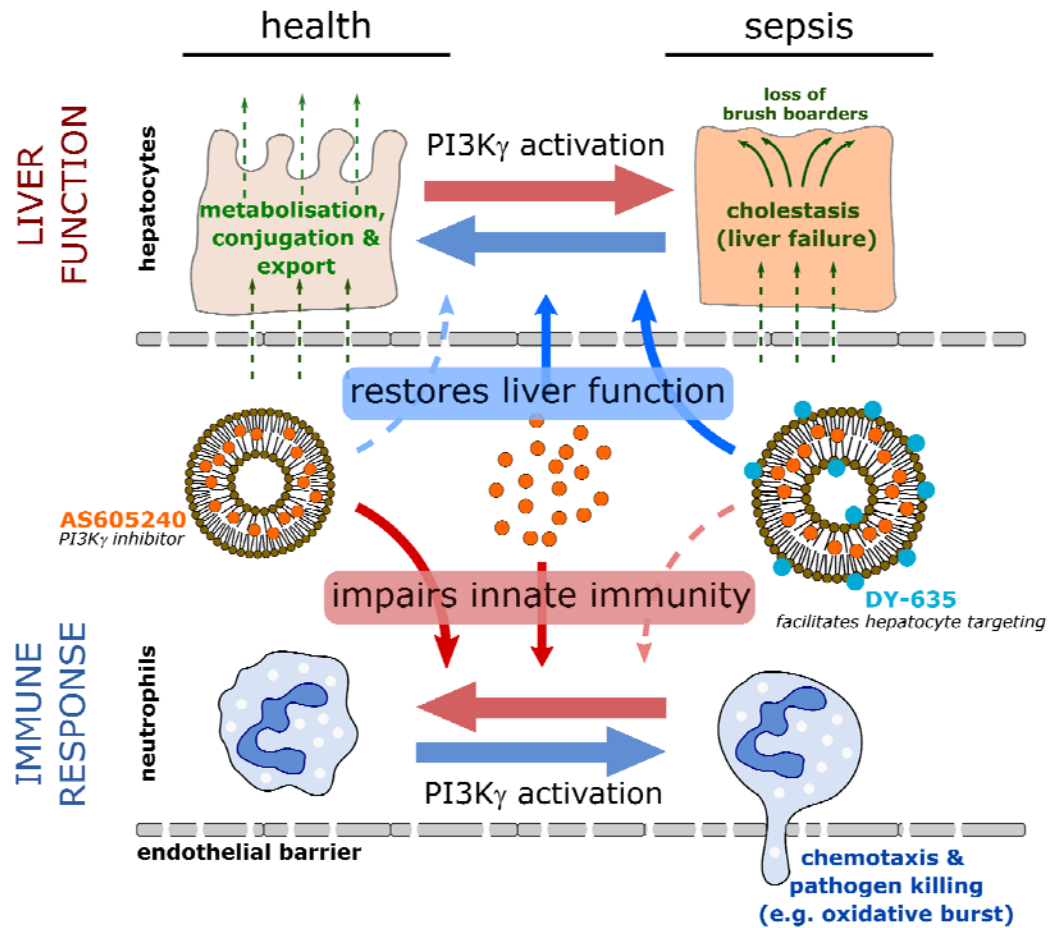 health
sepsis
LIVER
FUNCTION
hepatocytes
loss of
brush boarders
PI3Kγ activation
metabolisation,
conjugation &
export
cholestasis
(liver failure)
restores liver function
AS605240
PI3Kγ inhibitor
impairs innate immunity
DY-635
facilitates hepatocyte targeting
IMMUNE
RESPONSE
neutrophils
PI3Kγ activation
endothelial barrier
chemotaxis &
pathogen killing
(e.g. oxidative burst)